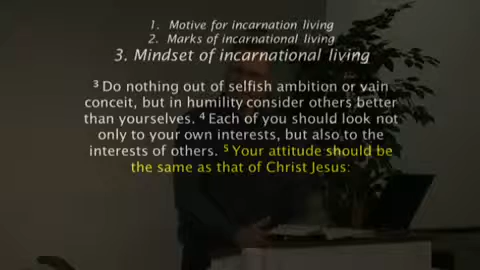 1. Motive for incarnation living
2. Marks of incarnational living
3. Mindset of incarnational living
³ Do nothing out of selfish ambition or vain
conceit, but in humility consider others better
than yourselves. ⁴ Each of you should look not
only to your own interests, but also to the
interests of others. ⁵ Your attitude should be
the same as that of Christ Jesus: